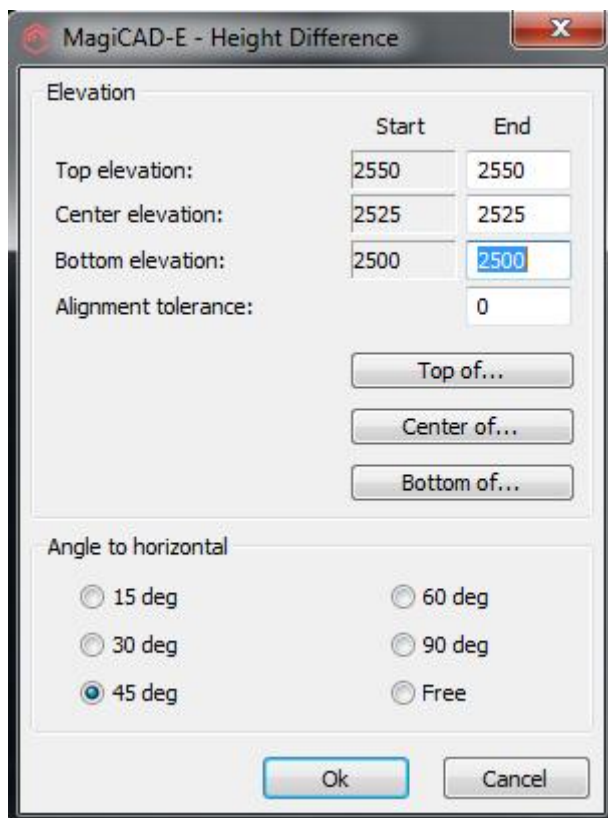 MagiCAD-E - Height Difference
Elevation
Start End
Top elevation: 2550 2550
Center elevation: 2525 2525
Bottom elevation: 2500 2500
Alignment tolerance: 0
Top of...
Center of...
Bottom of...
Angle to horizontal
15 deg 60 deg
30 deg 90 deg
45 deg Free
Ok Cancel